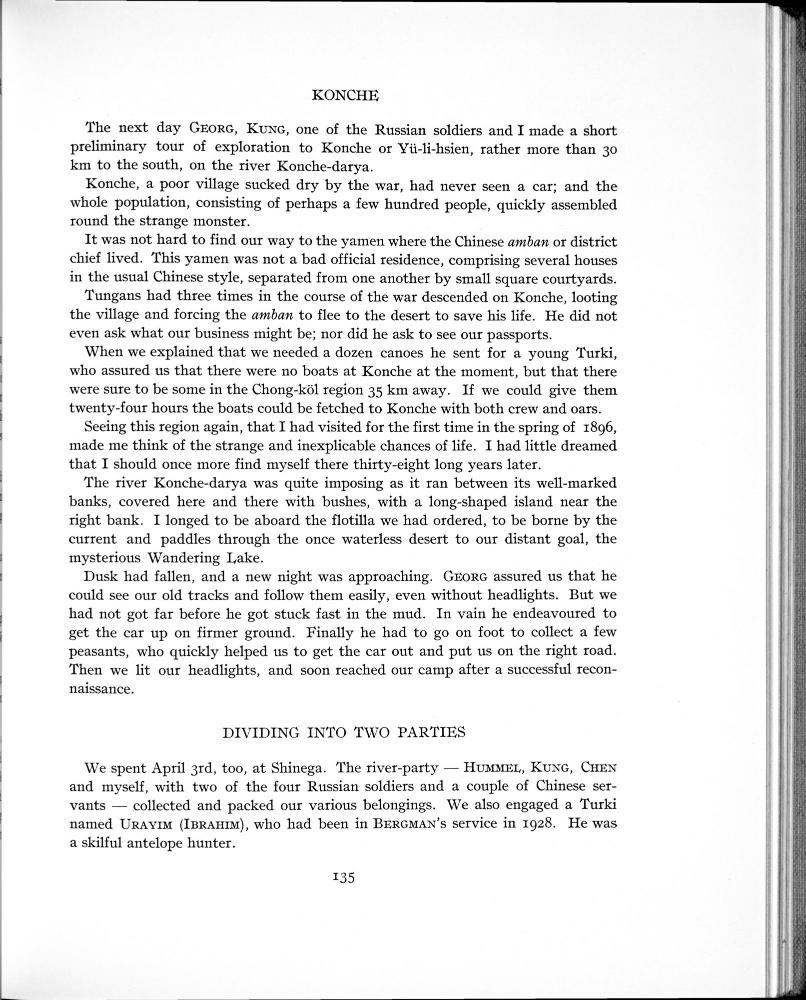 KONCHE
The next day GEORG, KUNG, one of the Russian soldiers and I made a short
preliminary tour of exploration to Konche or Yü-li-hsien, rather more than 30
km to the south, on the river Konche-darya.
Konche, a poor village sucked dry by the war, had never seen a car; and the
whole population, consisting of perhaps a few hundred people, quickly assembled
round the strange monster.
It was not hard to find our way to the yamen where the Chinese amban or district
chief lived. This yamen was not a bad official residence, comprising several houses
in the usual Chinese style, separated from one another by small square courtyards.
Tungans had three times in the course of the war descended on Konche, looting
the village and forcing the amban to flee to the desert to save his life. He did not
even ask what our business might be; nor did he ask to see our passports.
When we explained that we needed a dozen canoes he sent for a young Turki,
who assured us that there were no boats at Konche at the moment, but that there
were sure to be some in the Chong-köl region 35 km away. If we could give them
twenty-four hours the boats could be fetched to Konche with both crew and oars.
Seeing this region again, that I had visited for the first time in the spring of 1896,
made me think of the strange and inexplicable chances of life. I had little dreamed
that I should once more find myself there thirty-eight long years later.
The river Konche-darya was quite imposing as it ran between its well-marked
banks, covered here and there with bushes, with a long-shaped island near the
right bank. I longed to be aboard the flotilla we had ordered, to be borne by the
current and paddles through the once waterless desert to our distant goal, the
mysterious Wandering Lake.
Dusk had fallen, and a new night was approaching. GEORG assured us that he
could see our old tracks and follow them easily, even without headlights. But we
had not got far before he got stuck fast in the mud. In vain he endeavoured to
get the car up on firmer ground. Finally he had to go on foot to collect a few
peasants, who quickly helped us to get the car out and put us on the right road.
Then we lit our headlights, and soon reached our camp after a successful recon-
naissance.
DIVIDING INTO TWO PARTIES
We spent April 3rd, too, at Shinega. The river-party — HUMMEL, KUNG, CHEN
and myself, with two of the four Russian soldiers and a couple of Chinese ser-
vants — collected and packed our various belongings. We also engaged a Turki
named URAYIM (IBRAHIM), who had been in BERGMAN's service in 1928. He was
a skilful antelope hunter.
135